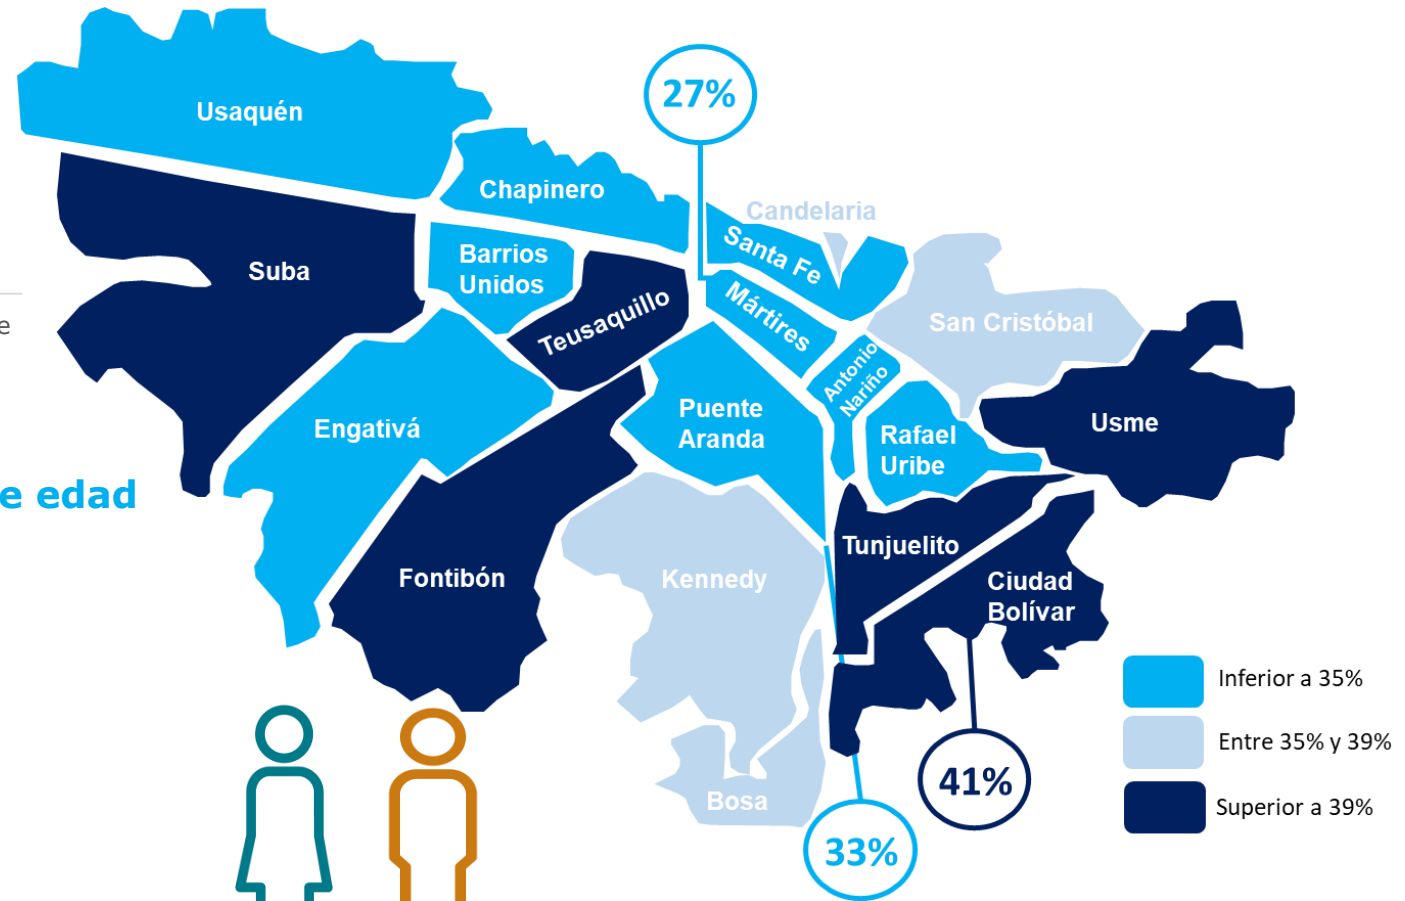 27%
Usaquén
Chapinero
Candelaria
Santa Fe
Barrios
Unidos
Suba
Teusaquillo
Mártires
San Cristóbal
e
Antonio
Nariño
Puente
Aranda
Engativá
Rafael
Uribe
Usme
e edad
Tunjuelito
Fontibón
Kennedy
Ciudad
Bolívar
Inferior a 35%
Entre 35% y 39%
41%
Bosa
Superior a 39%
33%